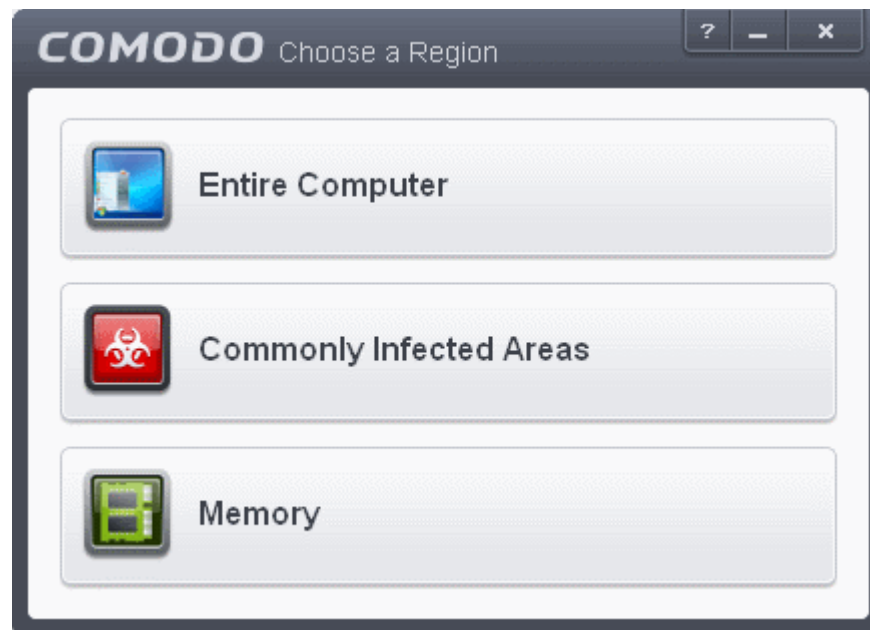 COMODO Choose a Region
? – ×
Entire Computer
Commonly Infected Areas
Memory